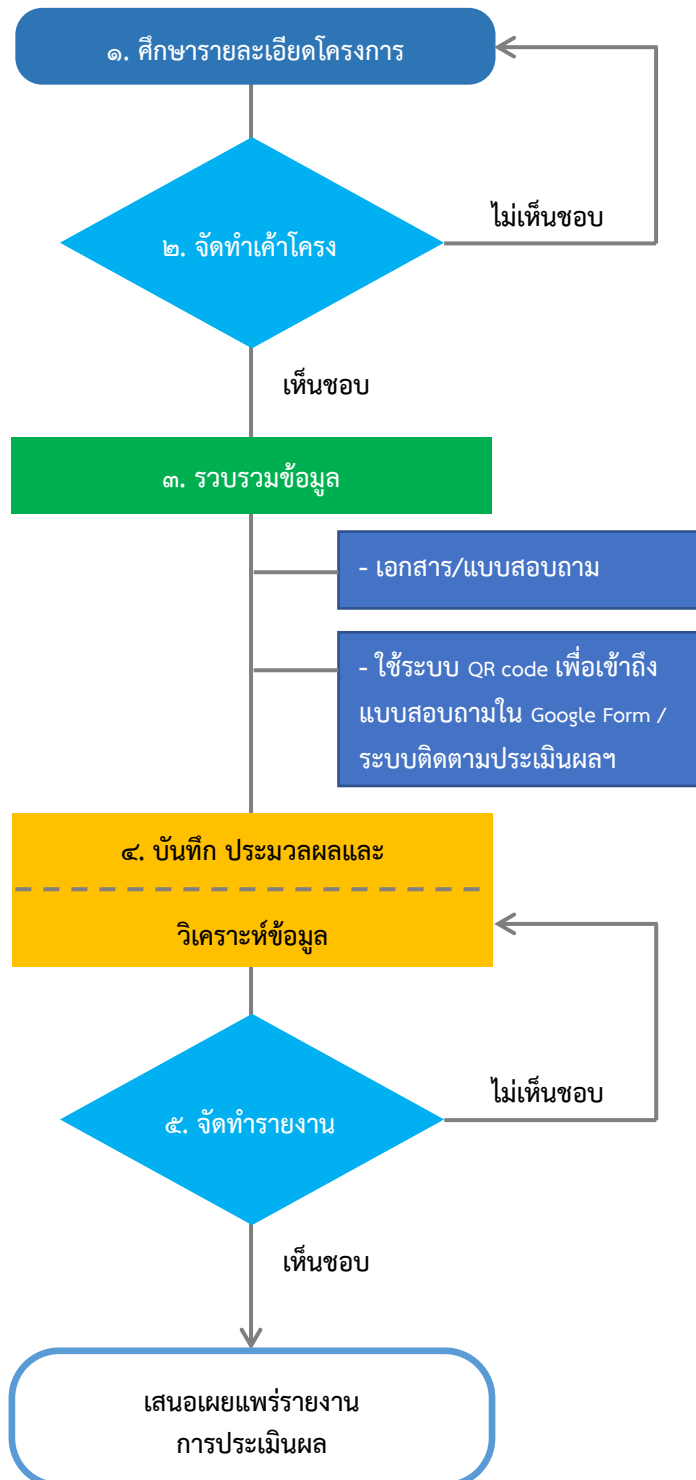 ๑. ศึกษารายละเอียดโครงการ
ไม่เห็นชอบ
๒. จัดทำเค้าโครง
เห็นชอบ
๓. รวบรวมข้อมูล
- เอกสาร/แบบสอบถาม
- ใช้ระบบ QR code เพื่อเข้าถึง
แบบสอบถามใน Google Form /
ระบบติดตามประเมินผลฯ
๔. บันทึก ประมวลผลและ
วิเคราะห์ข้อมูล
ไม่เห็นชอบ
๕. จัดทำรายงาน
เห็นชอบ
เสนอเผยแพร่รายงาน
การประเมินผล